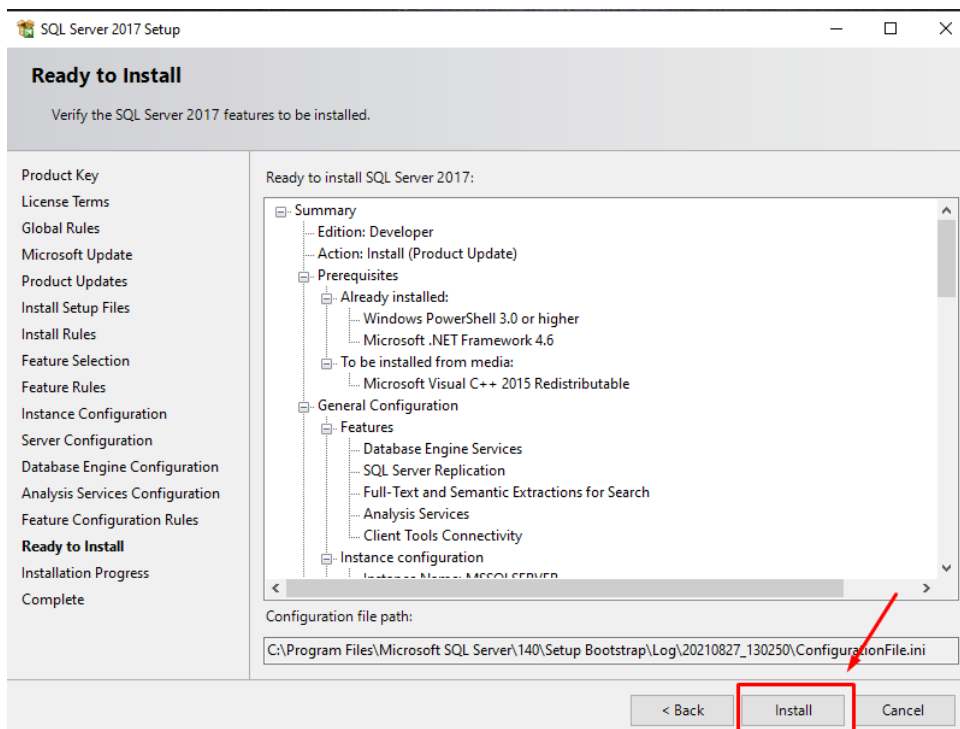 SQL Server 2017 Setup
Ready to Install
Verify the SQL Server 2017 features to be installed.
Product Key
License Terms
Global Rules
Microsoft Update
Product Updates
Install Setup Files
Install Rules
Feature Selection
Feature Rules
Instance Configuration
Server Configuration
Database Engine Configuration
Analysis Services Configuration
Feature Configuration Rules
Ready to Install
Installation Progress
Complete
Ready to install SQL Server 2017:
Summary
Edition: Developer
Action: Install (Product Update)
Prerequisites
Already installed:
Windows PowerShell 3.0 or higher
Microsoft .NET Framework 4.6
To be installed from media:
Microsoft Visual C++ 2015 Redistributable
General Configuration
Features
Database Engine Services
SQL Server Replication
Full-Text and Semantic Extractions for Search
Analysis Services
Client Tools Connectivity
Instance configuration
Instance Name: MSSQLSERVER
Configuration file path:
C:\Program Files\Microsoft SQL Server\140\Setup Bootstrap\Log\20210827_130250\ConfigurationFile.ini
< Back
Install
Cancel